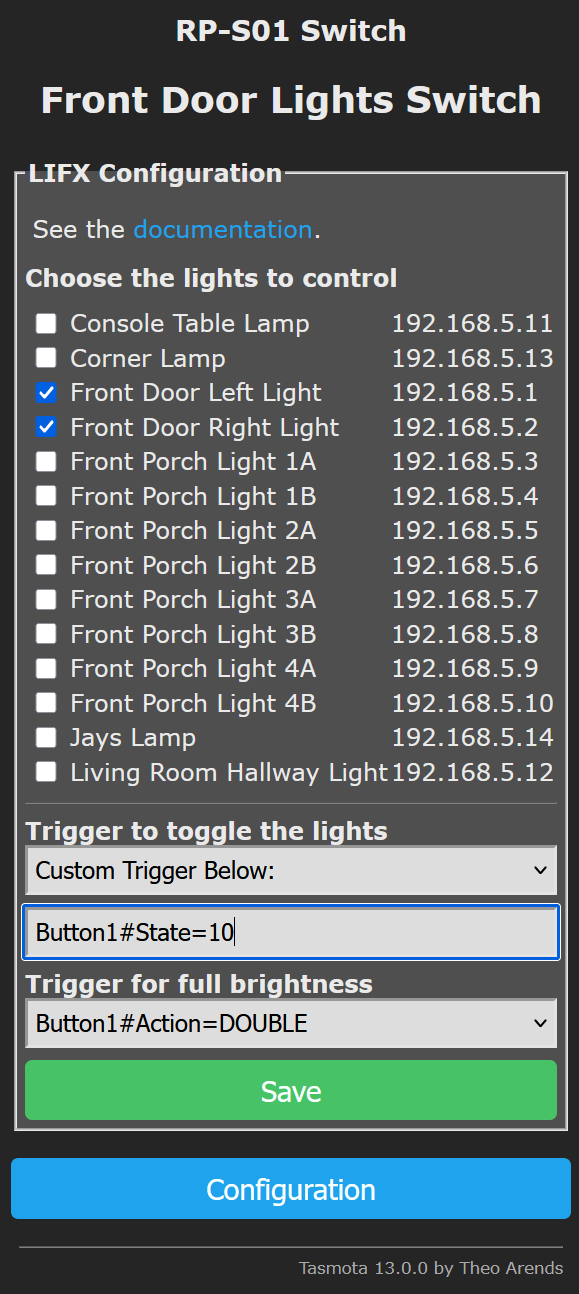 RP-S01 Switch
Front Door Lights Switch
LIFX Configuration
See the documentation.
Choose the lights to control
Console Table Lamp 192.168.5.11
Corner Lamp 192.168.5.13
Front Door Left Light 192.168.5.1
Front Door Right Light 192.168.5.2
Front Porch Light 1A 192.168.5.3
Front Porch Light 1B 192.168.5.4
Front Porch Light 2A 192.168.5.5
Front Porch Light 2B 192.168.5.6
Front Porch Light 3A 192.168.5.7
Front Porch Light 3B 192.168.5.8
Front Porch Light 4A 192.168.5.9
Front Porch Light 4B 192.168.5.10
Jays Lamp 192.168.5.14
Living Room Hallway Light 192.168.5.12
Trigger to toggle the lights
Custom Trigger Below:
Button1#State=10
Trigger for full brightness
Button1#Action=DOUBLE
Save
Configuration
Tasmota 13.0.0 by Theo Arends